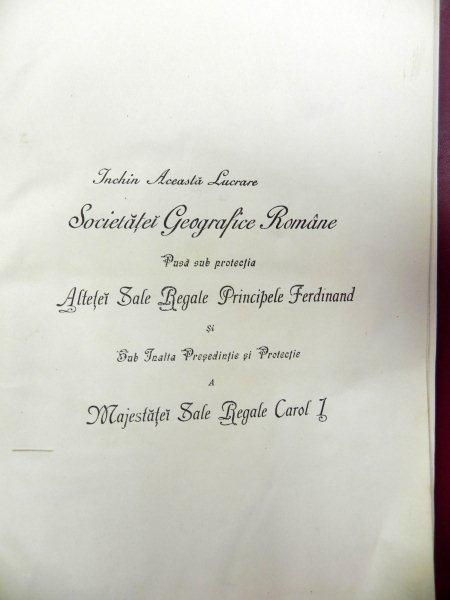 Inchin Această Lucrare
Societăţeĭ Geografice Române
Pusă sub protecţia
Alteţeĭ Sale Regale Principele Ferdinand
şi
Sub Inalta Preşedinţie şi Protecţie
A
Majestăţeĭ Sale Regale Carol I